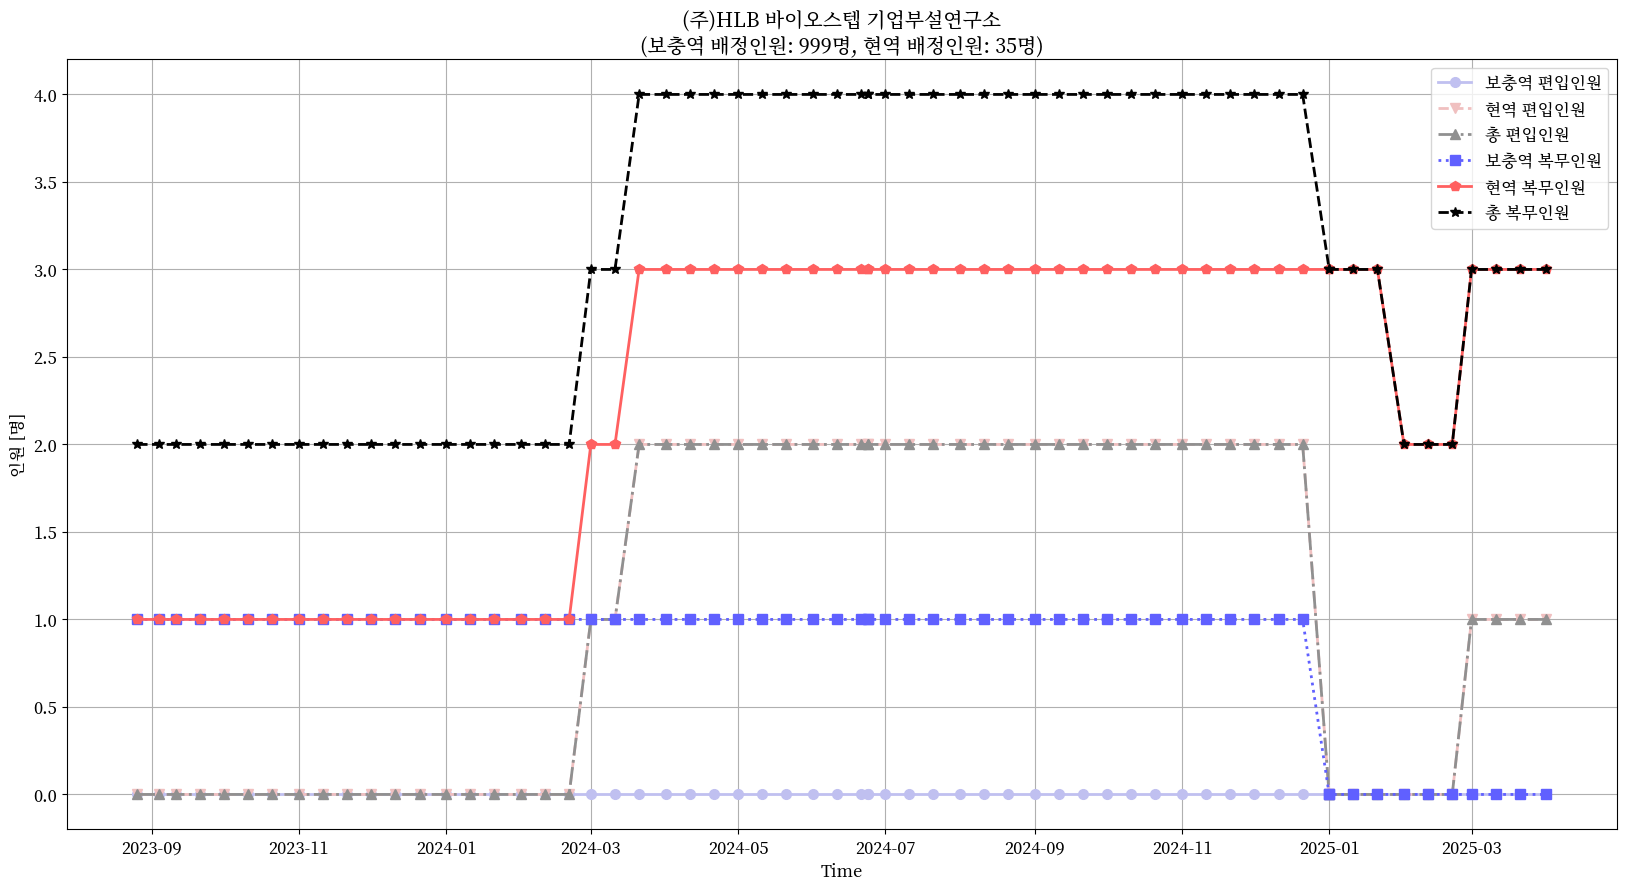 (주)HLB 바이오스텝 기업부설연구소
(보충역 배정인원: 999명, 현역 배정인원: 35명)
보충역 편입인원
현역 편입인원
총 편입인원
보충역 복무인원
현역 복무인원
총 복무인원
인원 [명]
4.0
3.5
3.0
2.5
2.0
1.5
1.0
0.5
0.0
2023-09
2023-11
2024-01
2024-03
2024-05
2024-07
2024-09
2024-11
2025-01
2025-03
Time